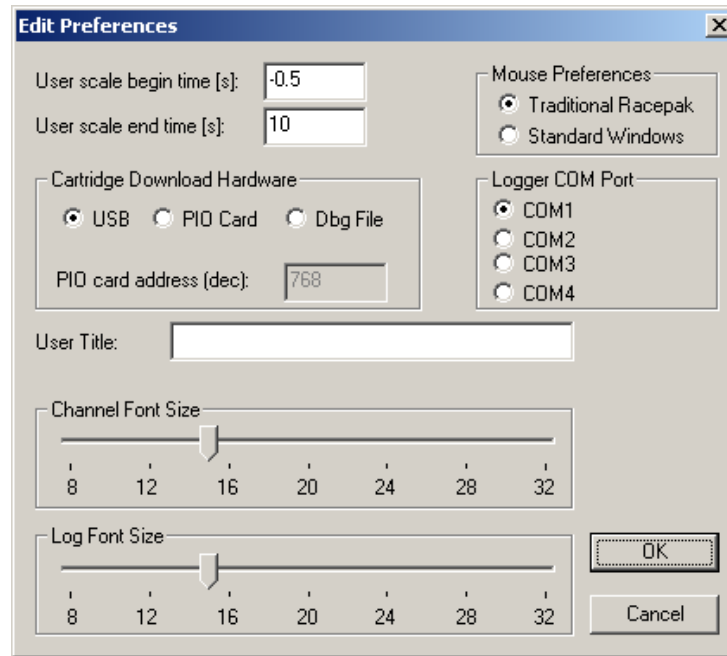 Edit Preferences
User scale begin time [s]: -0.5
User scale end time [s]: 10
Mouse Preferences
Traditional Racepak
Standard Windows
Cartridge Download Hardware
USB PIO Card Dbg File
PIO card address (dec): 768
Logger COM Port
COM1
COM2
COM3
COM4
User Title:
Channel Font Size
8 12 16 20 24 28 32
Log Font Size
8 12 16 20 24 28 32
OK
Cancel